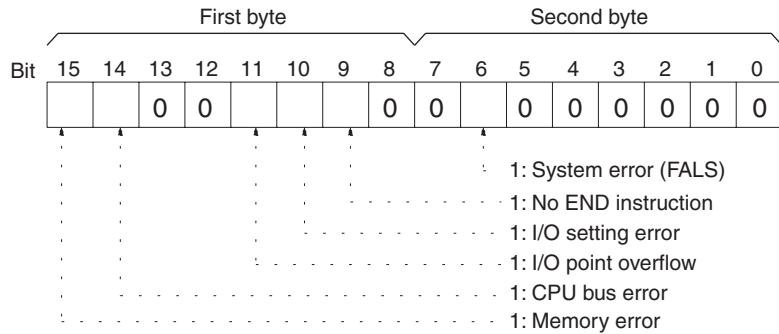 First byte Second byte
Bit 15 14 13 12 11 10 9 8 7 6 5 4 3 2 1 0
0 0 0 0 0 0 0 0 0 0
1: System error (FALS)
1: No END instruction
1: I/O setting error
1: I/O point overflow
1: CPU bus error
1: Memory error